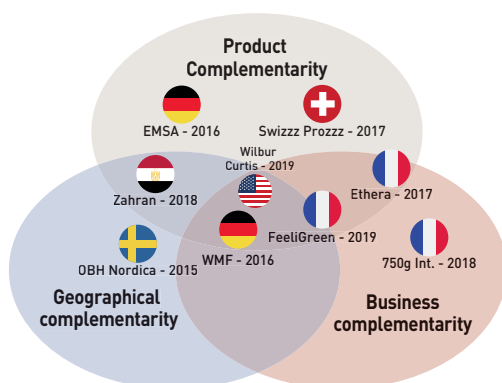 Product
Complementarity
EMSA - 2016
Swizzz Prozzz - 2017
Wilbur
Curtis - 2019
Zahran - 2018
Ethera - 2017
FeeliGreen - 2019
OBH Nordica - 2015
WMF - 2016
750g Int. - 2018
Geographical
complementarity
Business
complementarity